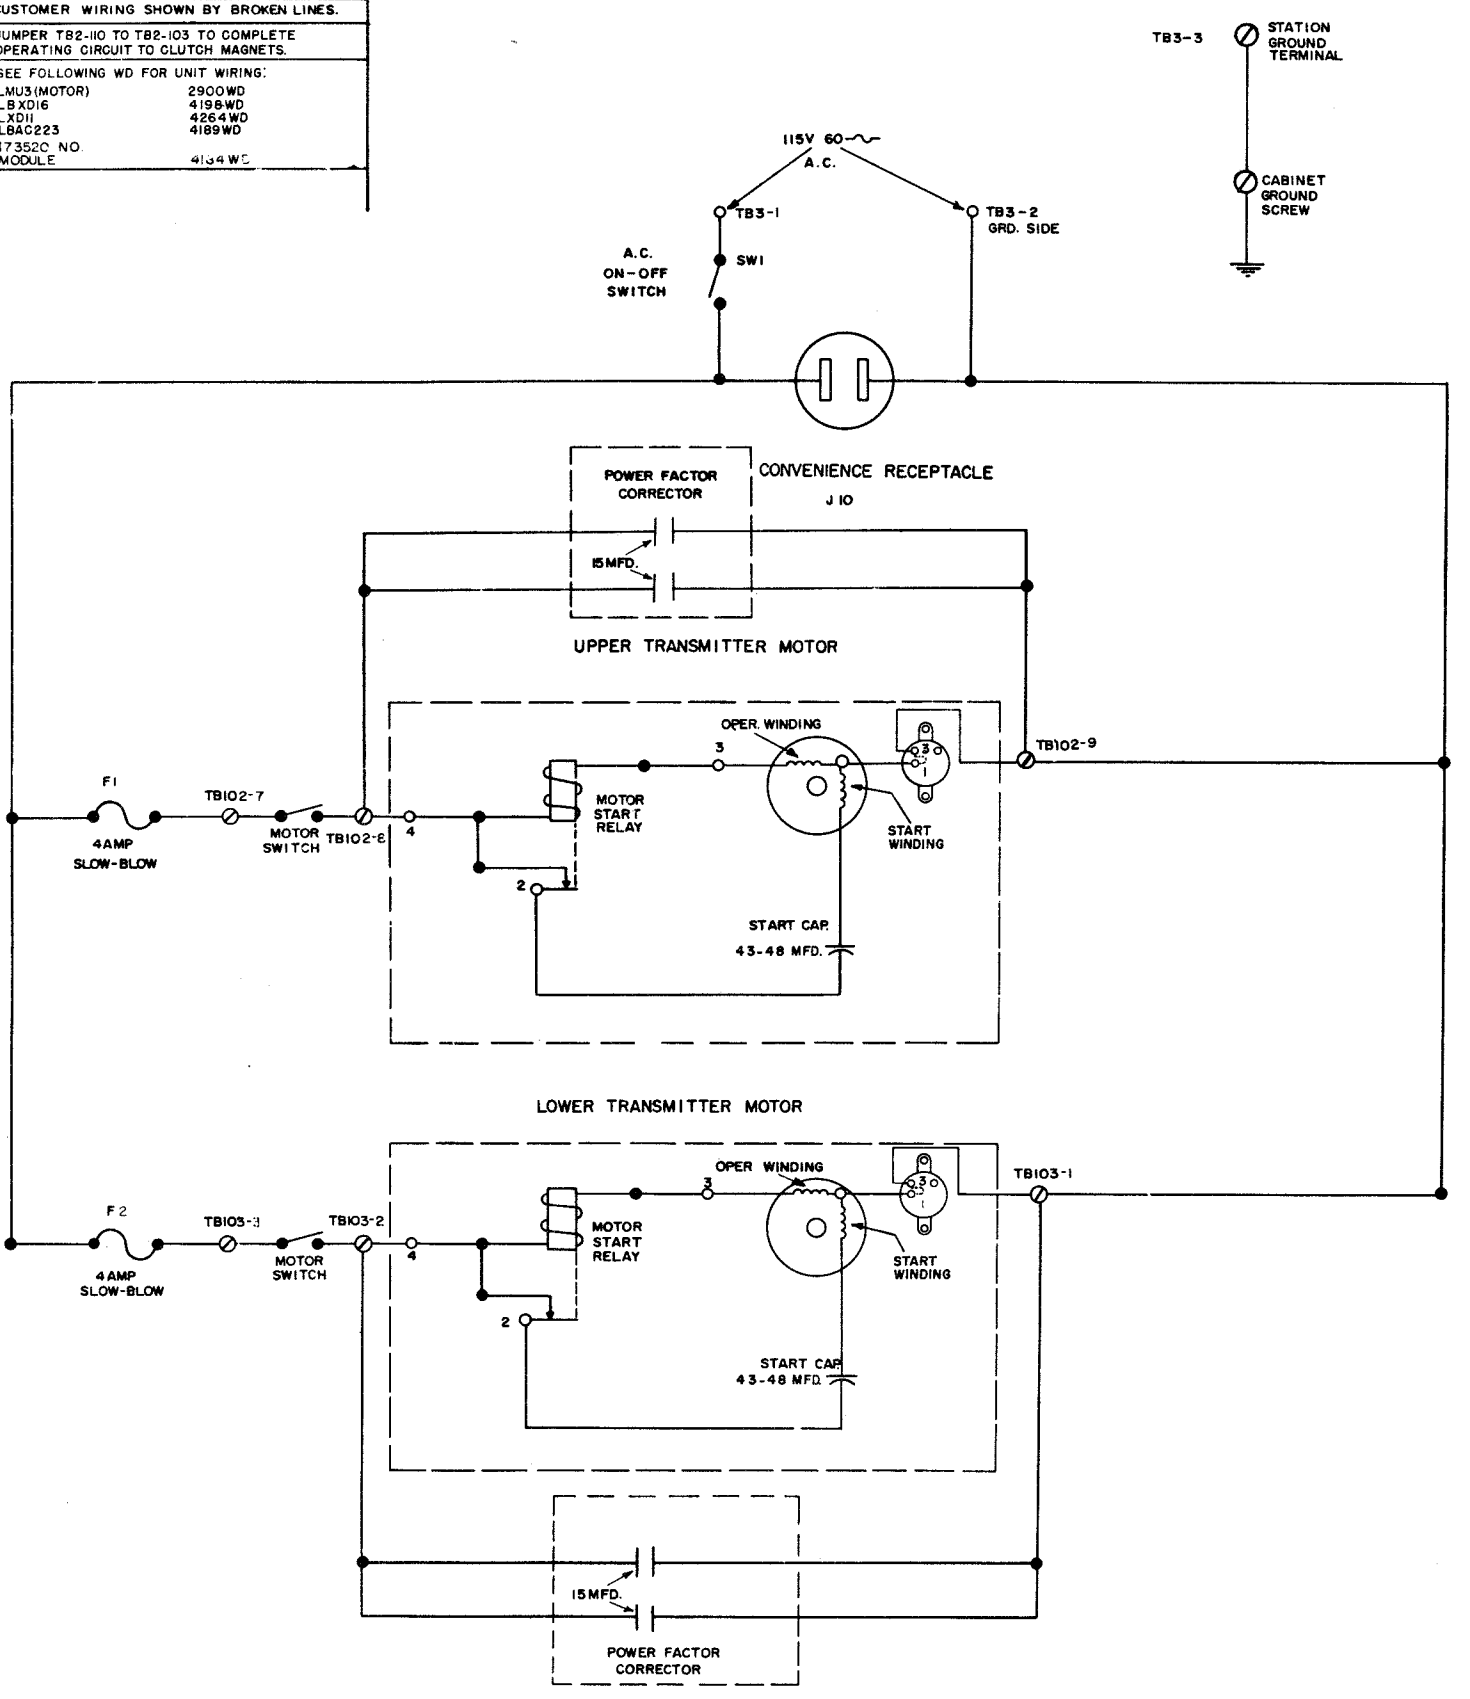 CUSTOMER WIRING SHOWN BY BROKEN LINES.
JUMPER TB2-110 TO TB2-103 TO COMPLETE
OPERATING CIRCUIT TO CLUTCH MAGNETS.
SEE FOLLOWING WD FOR UNIT WIRING:
LMU3 (MOTOR) 2900WD
LBXD16 4198WD
LXD11 4264WD
LBAC223 4189WD
NO.
MODULE
TB3-3
STATION
GROUND
TERMINAL
CABINET
GROUND
SCREW
115V 60
A.C.
TB3-1
TB3-2
GRD. SIDE
A.C.
ON-OFF
SWITCH
SW1
CONVENIENCE RECEPTACLE
J10
POWER FACTOR
CORRECTOR
15MFD.
UPPER TRANSMITTER MOTOR
OPER. WINDING
3
3
1
TB102-9
F1
4AMP
SLOW-BLOW
TB102-7
MOTOR
SWITCH
TB102-8
4
MOTOR
START
RELAY
START
WINDING
2
START CAP.
43-48 MFD.
LOWER TRANSMITTER MOTOR
OPER WINDING
3
3
1
TB103-1
F2
4AMP
SLOW-BLOW
TB103-3
MOTOR
SWITCH
TB103-2
4
MOTOR
START
RELAY
START
WINDING
2
START CAP.
43-48 MFD.
15MFD.
POWER FACTOR
CORRECTOR